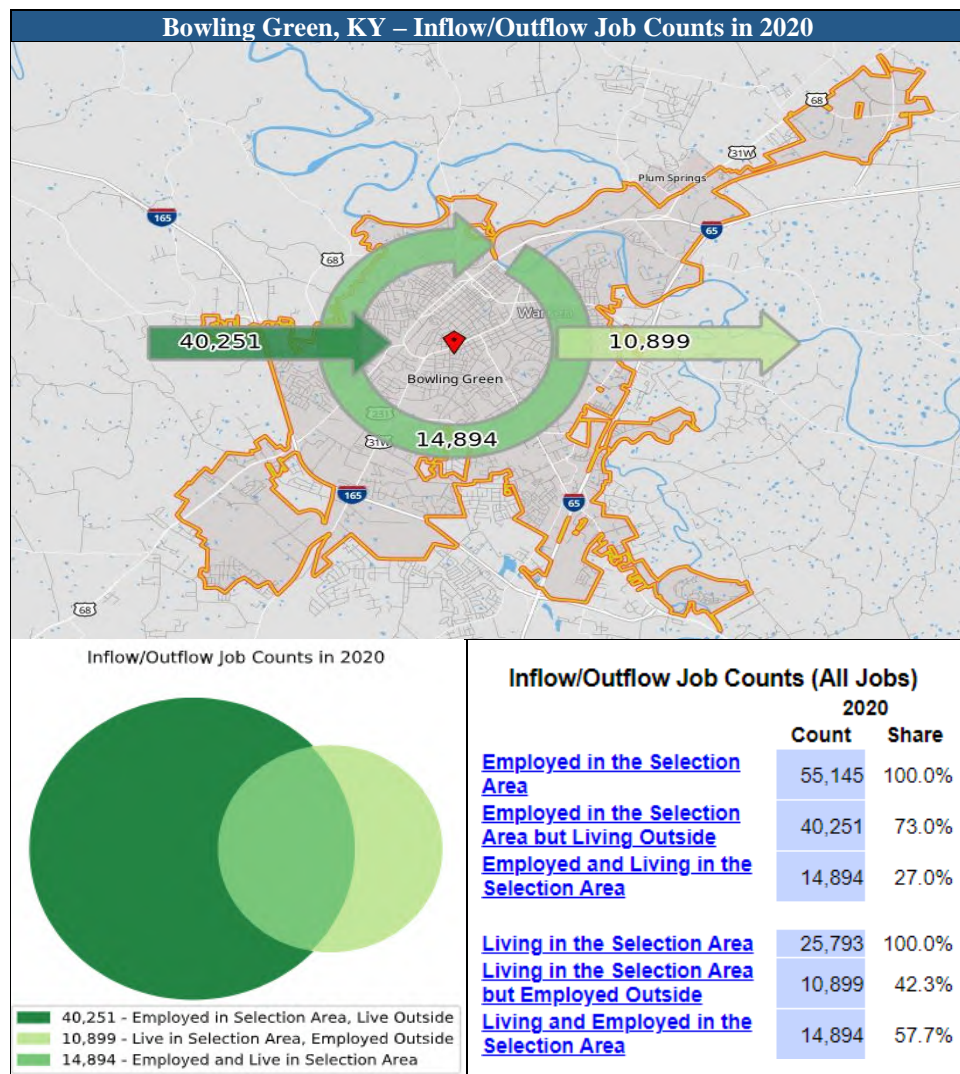 Bowling Green, KY – Inflow/Outflow Job Counts in 2020
68
31W
Plum Springs
165
65
68
War
40,251
10,899
Bowling Green
231
31W
14,894
165
65
68
Inflow/Outflow Job Counts in 2020
40,251 - Employed in Selection Area, Live Outside
10,899 - Live in Selection Area, Employed Outside
14,894 - Employed and Live in Selection Area
Inflow/Outflow Job Counts (All Jobs)
2020
Count Share
Employed in the Selection
Area 55,145 100.0%
Employed in the Selection
Area but Living Outside 40,251 73.0%
Employed and Living in the
Selection Area 14,894 27.0%
Living in the Selection Area 25,793 100.0%
Living in the Selection Area
but Employed Outside 10,899 42.3%
Living and Employed in the
Selection Area 14,894 57.7%